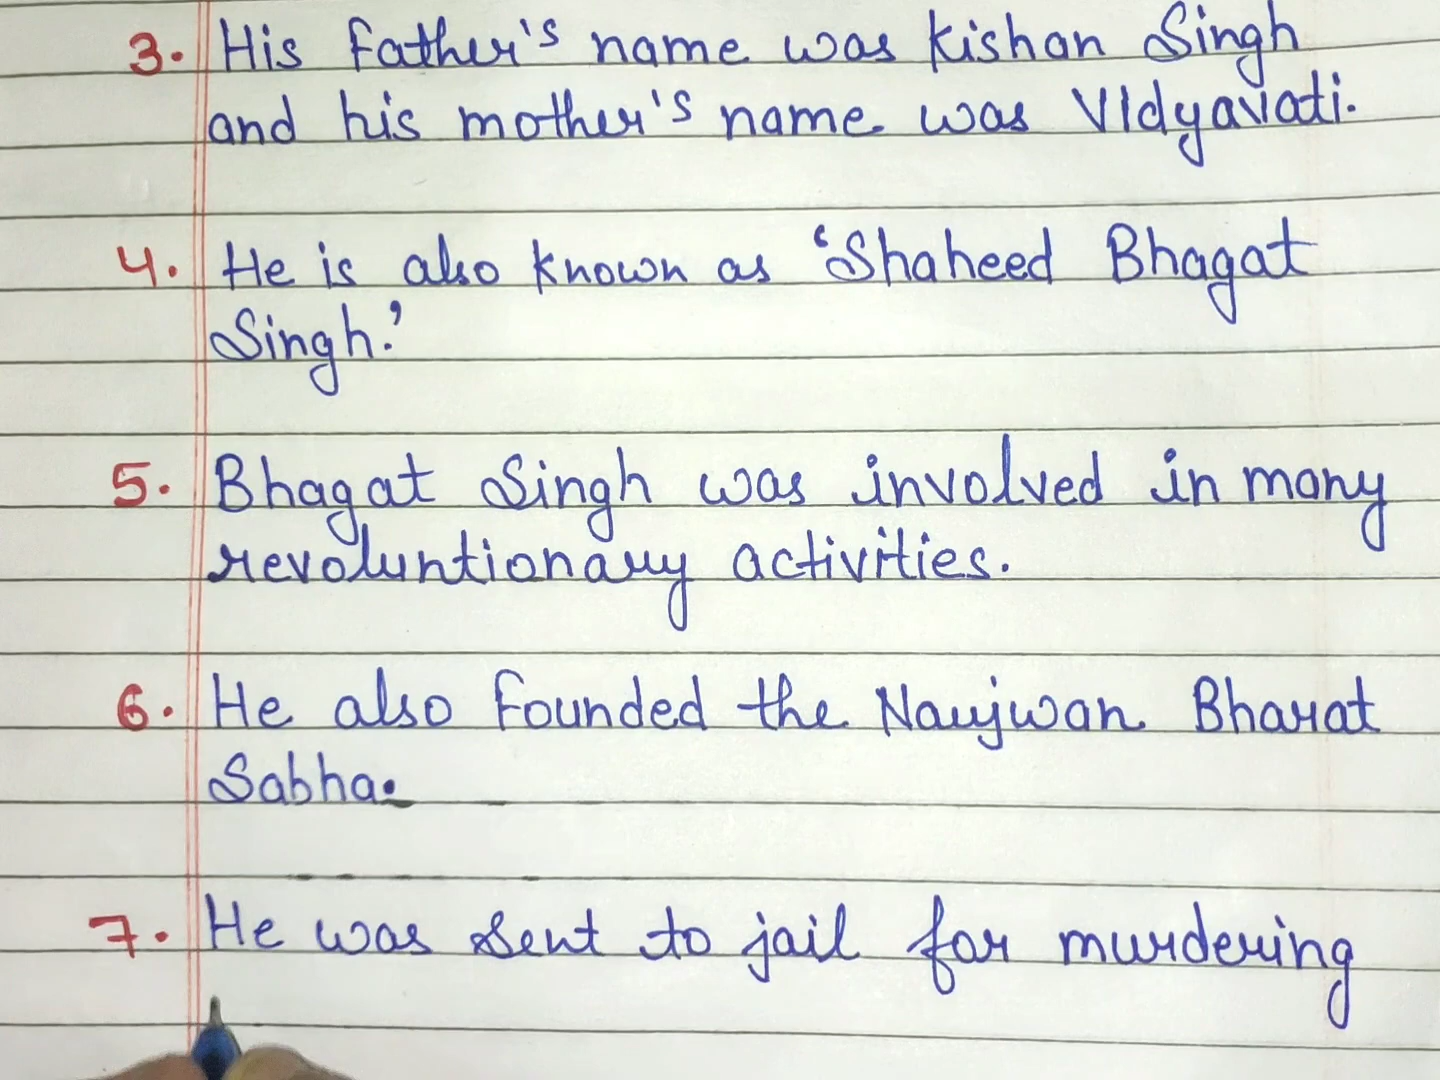 3. His Father's name was Kishan Singh
and his mother's name was Vidyavati.
4. He is also known as 'Shaheed Bhagat
Singh.'
5. Bhagat Singh was involved in many
revoluntionary activities.
6. He also founded the Naujwan Bharat
Sabha.
7. He was sent to jail for murdering